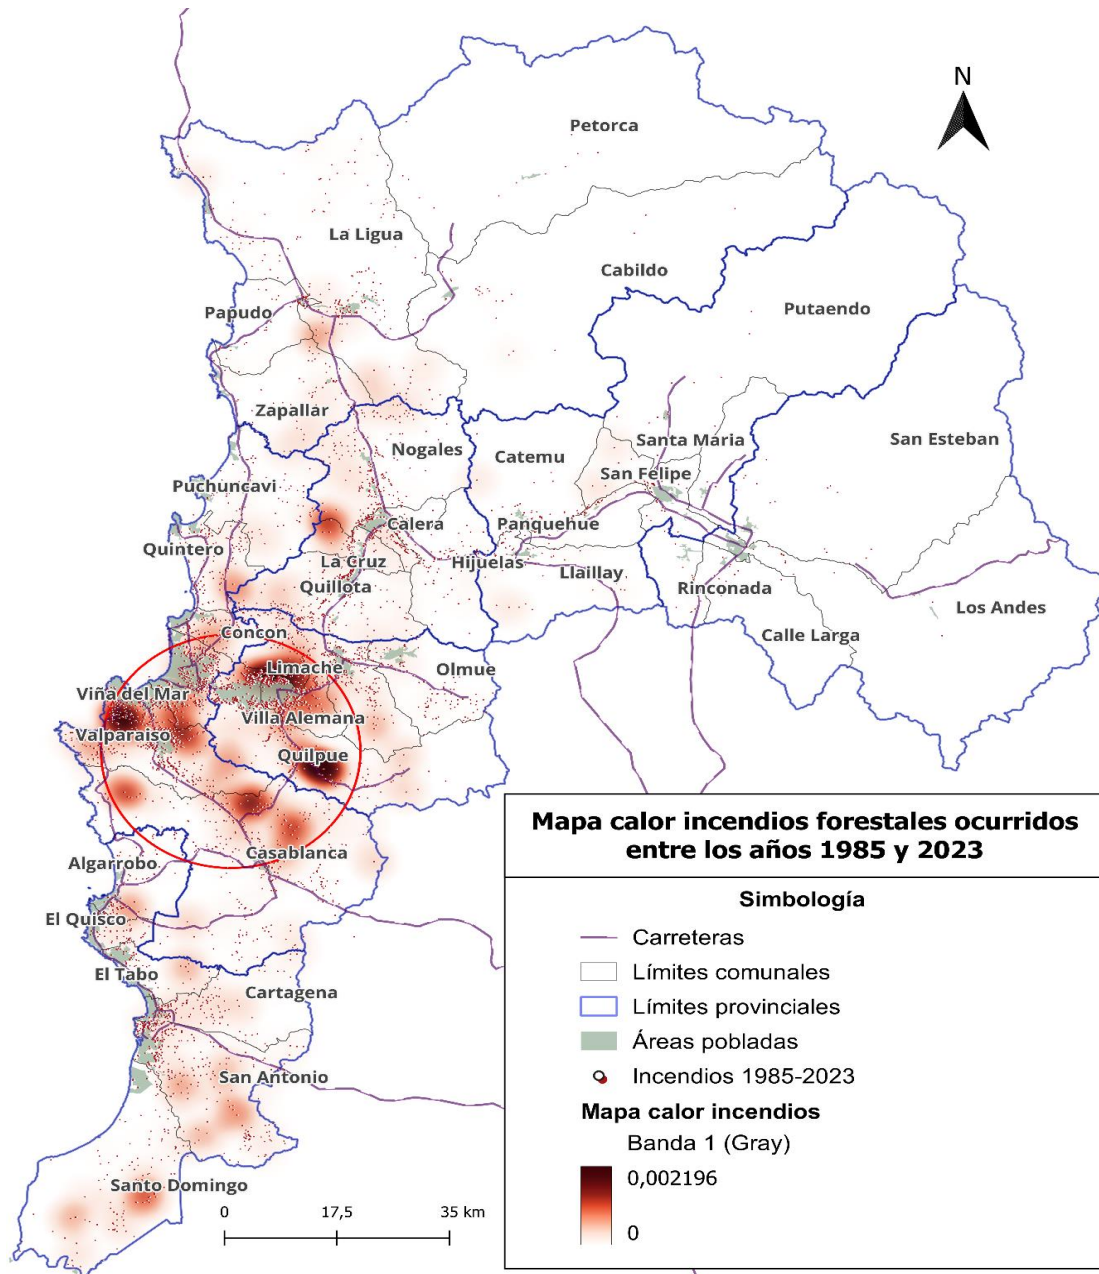 N
Petorca
La Ligua
Cabildo
Putaendo
Papudo
Zapallar
Nogales
Catemu
Santa Maria
San Esteban
San Felipe
Puchuncavi
Calera
Panquehue
Quintero
La Cruz
Hijuelas
Llaillay
Quillota
Rinconada
Los Andes
Concon
Calle Larga
Limache
Olmue
Viña del Mar
Villa Alemana
Valparaiso
Quilpue
Casablanca
Algarrobo
El Quisco
El Tabo
Cartagena
San Antonio
Santo Domingo
0 17,5 35 km
Mapa calor incendios forestales ocurridos
entre los años 1985 y 2023
Simbología
Carreteras
Límites comunales
Límites provinciales
Áreas pobladas
Incendios 1985-2023
Mapa calor incendios
Banda 1 (Gray)
0,002196
0